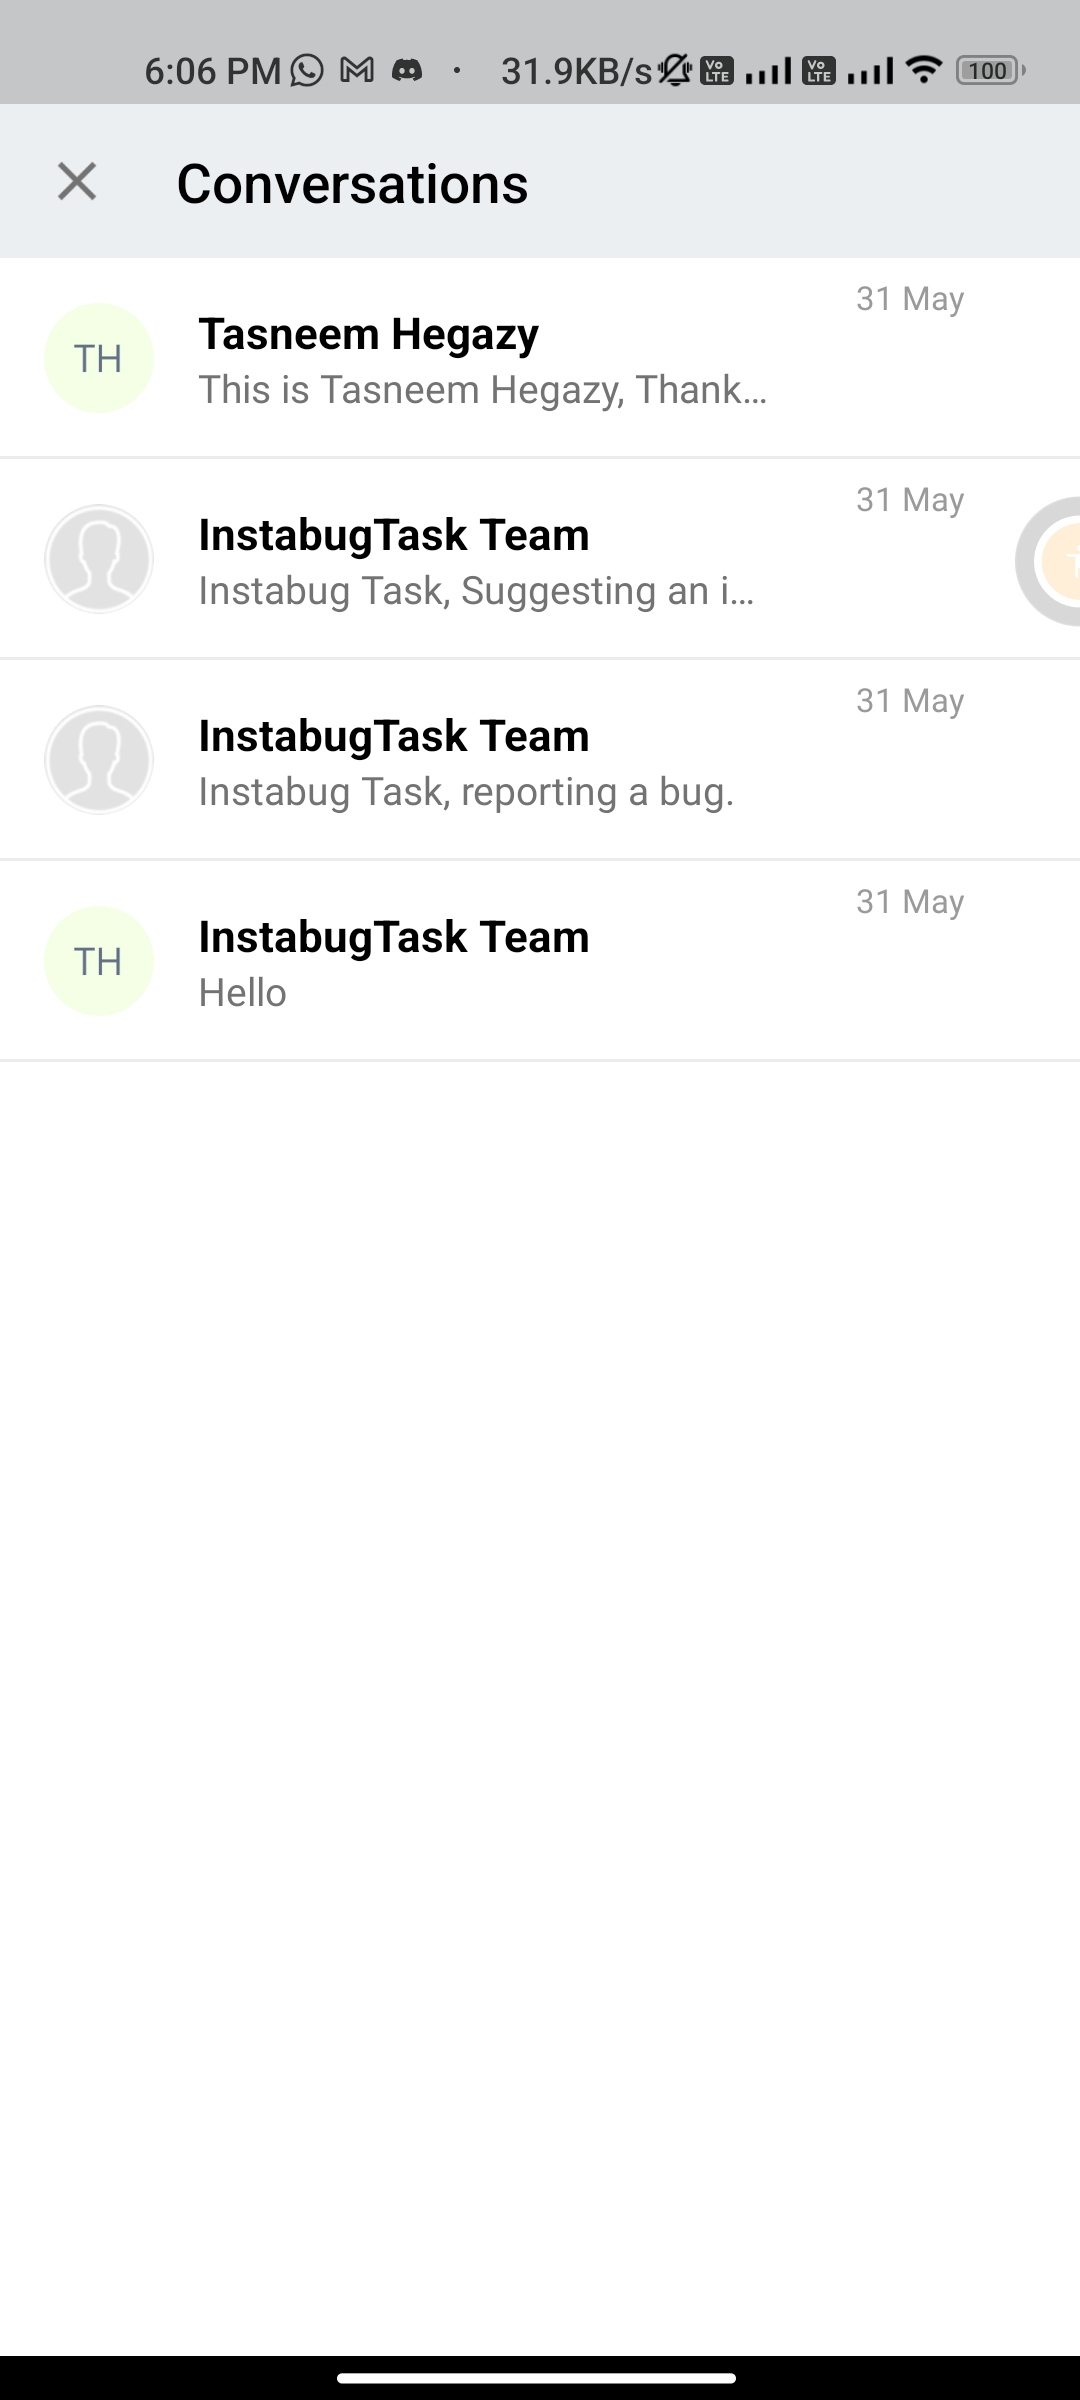 6:06 PM 31.9KB/s Vo LTE Vo LTE 100
Conversations
31 May
TH
Tasneem Hegazy
This is Tasneem Hegazy, Thank...
31 May
InstabugTask Team
Instabug Task, Suggesting an i...
31 May
InstabugTask Team
Instabug Task, reporting a bug.
31 May
TH
InstabugTask Team
Hello